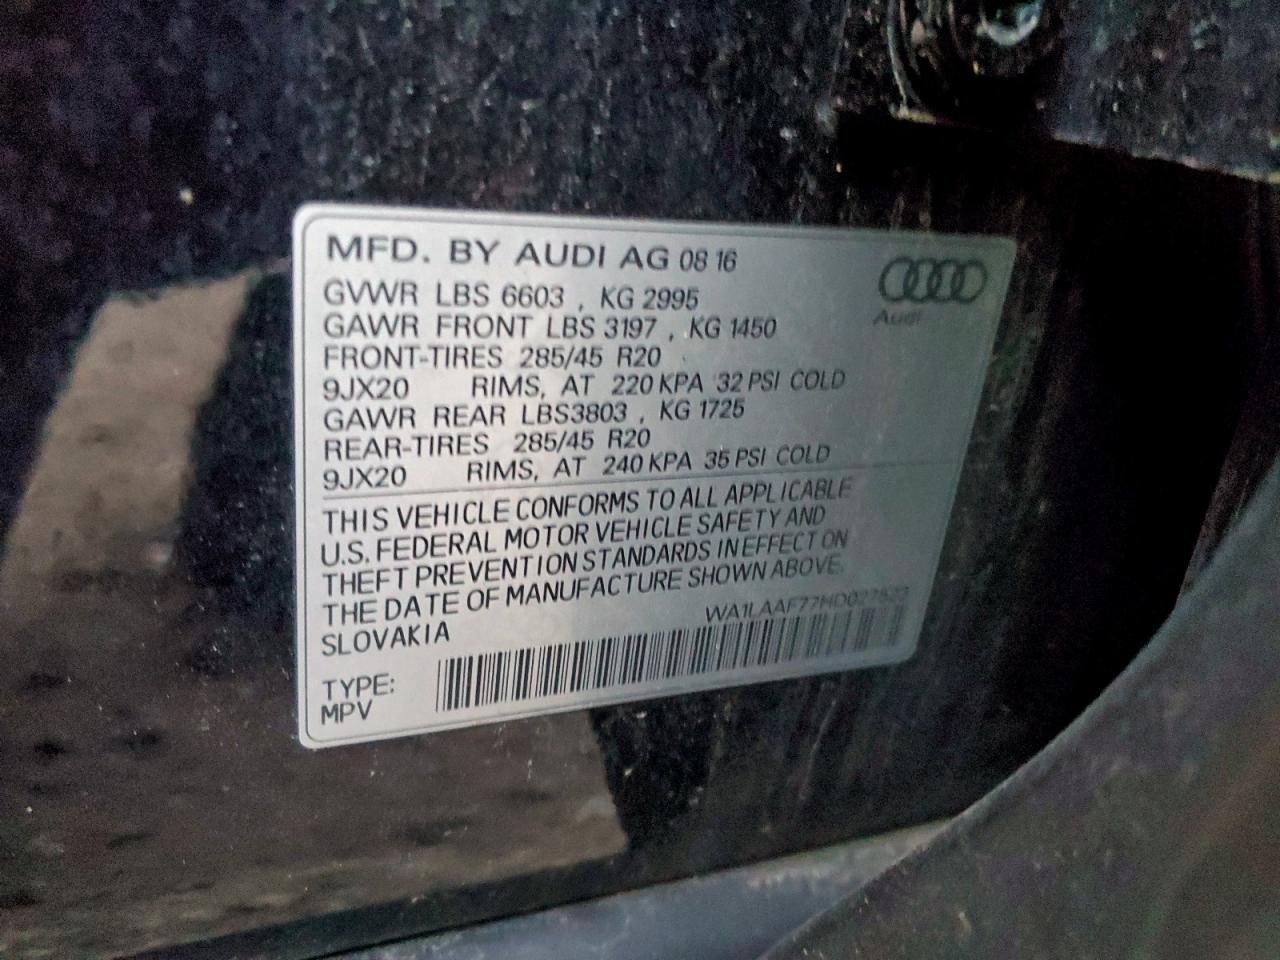 MFD. BY AUDI AG 08 16
GVWR LBS 6603 , KG 2995
GAWR FRONT LBS 3197 , KG 1450
FRONT-TIRES 285/45 R20
9JX20 RIMS, AT 220 KPA 32 PSI COLD
GAWR REAR LBS3803 , KG 1725
REAR-TIRES 285/45 R20
9JX20 RIMS, AT 240 KPA 35 PSI COLD
Audi
THIS VEHICLE CONFORMS TO ALL APPLICABLE
U.S. FEDERAL MOTOR VEHICLE SAFETY AND
THEFT PREVENTION STANDARDS IN EFFECT ON
THE DATE OF MANUFACTURE SHOWN ABOVE.
SLOVAKIA
TYPE:
MPV